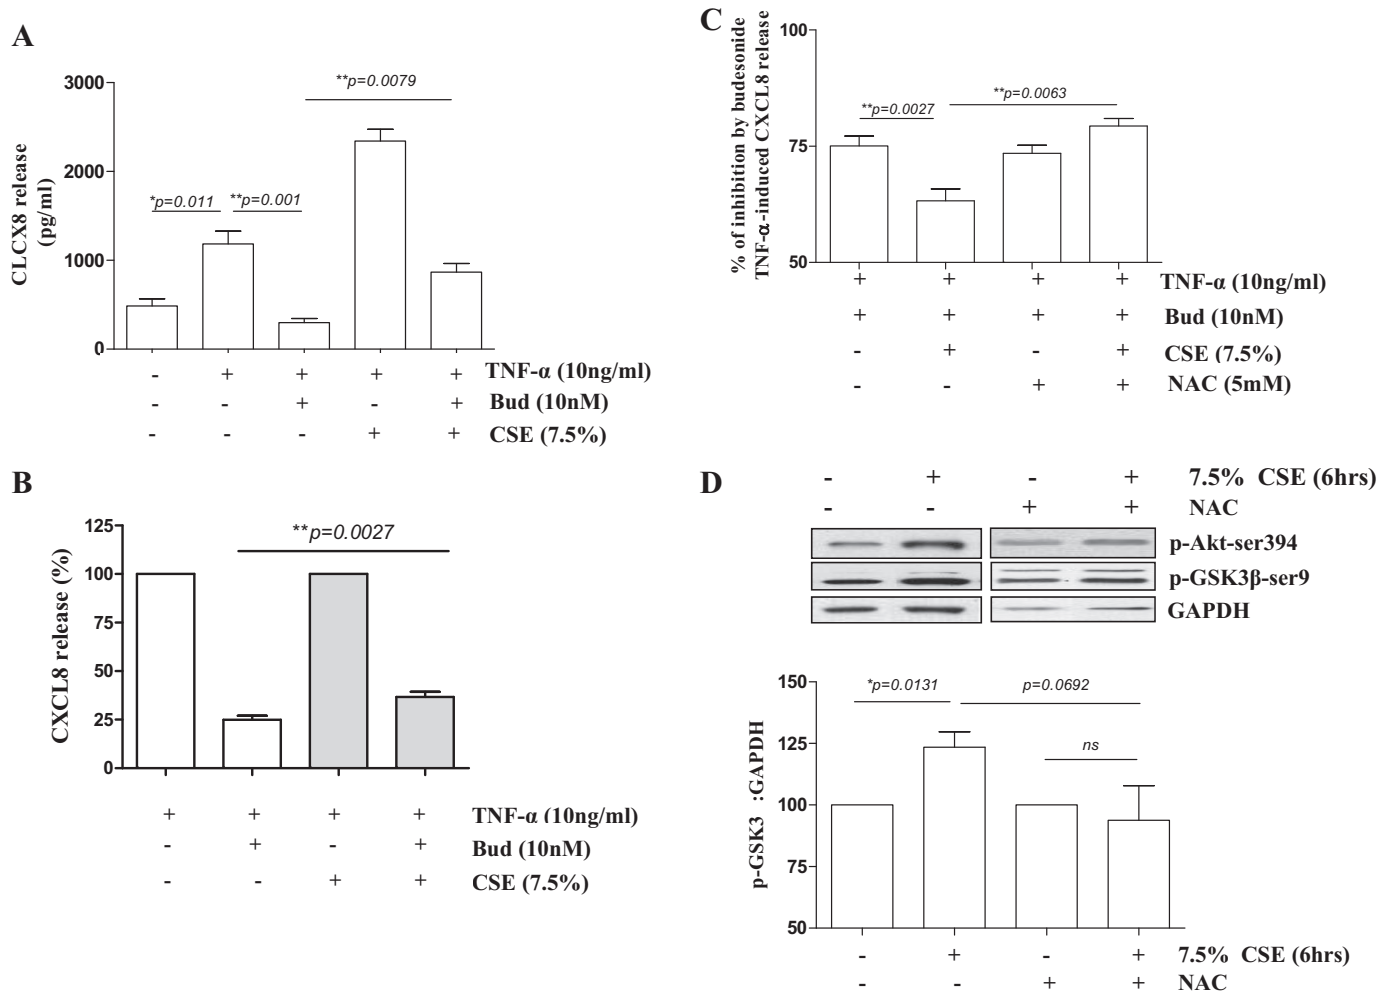 A
CLCX8 release
(pg/ml)
3000
2000
1000
0
*p=0.011
**p=0.001
**p=0.0079
- + + + + TNF-α (10ng/ml)
- - + - + Bud (10nM)
- - - + + CSE (7.5%)
B
CXCL8 release (%)
125
100
75
50
25
0
**p=0.0027
+ + + + TNF-α (10ng/ml)
- + - + Bud (10nM)
- - + + CSE (7.5%)
C
% of inhibition by budesonide
TNF-α-induced CXCL8 release
100
75
50
**p=0.0027
**p=0.0063
+ + + + TNF-α (10ng/ml)
+ + + + Bud (10nM)
- + - + CSE (7.5%)
- - + + NAC (5mM)
D
- + - + 7.5% CSE (6hrs)
- - + + NAC
p-Akt-ser394
p-GSK3β-ser9
GAPDH
p-GSK3 :GAPDH
150
125
100
75
50
*p=0.0131
p=0.0692
ns
- + - + 7.5% CSE (6hrs)
- - + + NAC